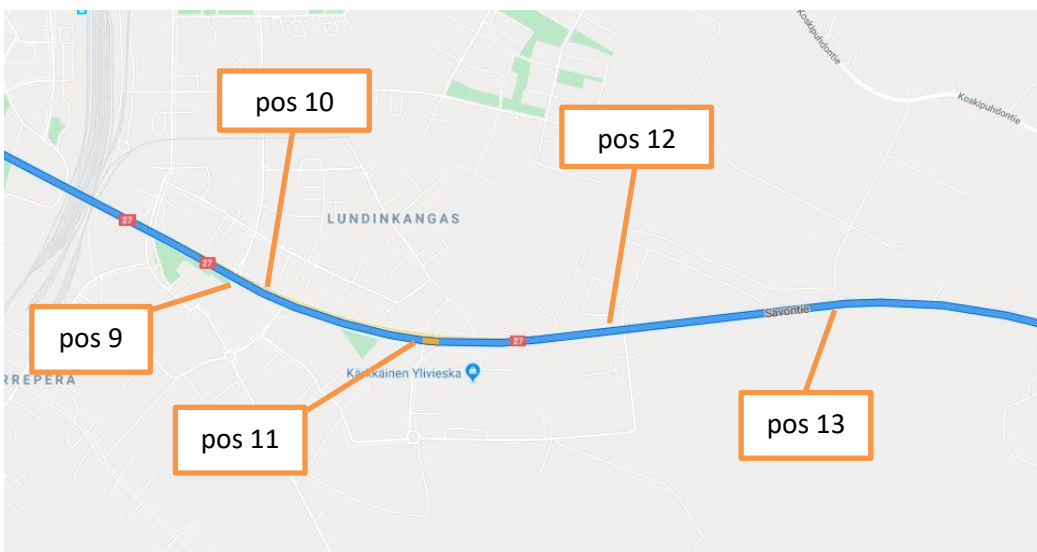 Koskipuhdontie
pos 10
Koskipuhdontie
pos 12
LUNDINKANGAS
27
27
pos 9
Savontie
27
Kärkkäinen Ylivieska
RREPERA
pos 11
pos 13